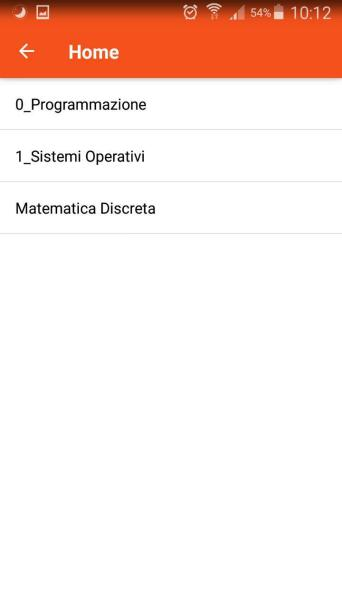 54% 10:12
Home
0_Programmazione
1_Sistemi Operativi
Matematica Discreta